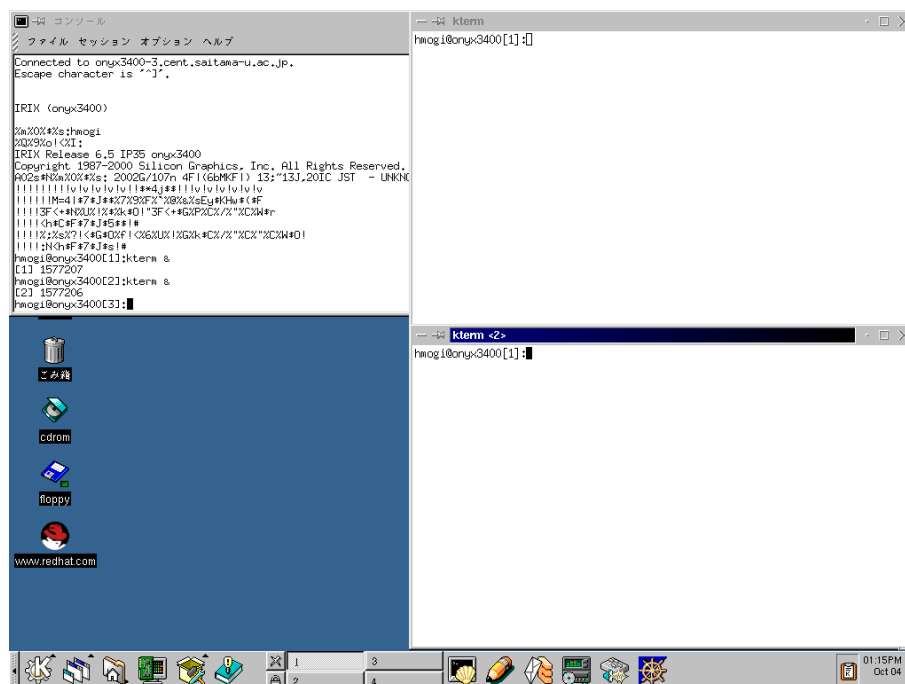 コンソール
ファイル セッション オプション ヘルプ
Connected to onyx3400-3.cent.saitama-u.ac.jp.
Escape character is '^]'.
IRIX (onyx3400)
%m%0%$%s:hmogi
%Q%9%o!<%I:
IRIX Release 6.5 IP35 onyx3400
Copyright 1987-2000 Silicon Graphics, Inc. All Rights Reserved.
hmogi@onyx3400[1]:kterm &
[1] 1577207
hmogi@onyx3400[2]:kterm &
[2] 1577206
hmogi@onyx3400[3]:
kterm
hmogi@onyx3400[1]:
kterm <2>
hmogi@onyx3400[1]:
ごみ箱
cdrom
floppy
www.redhat.com
1
3
2
4
01:15PM
Oct 04